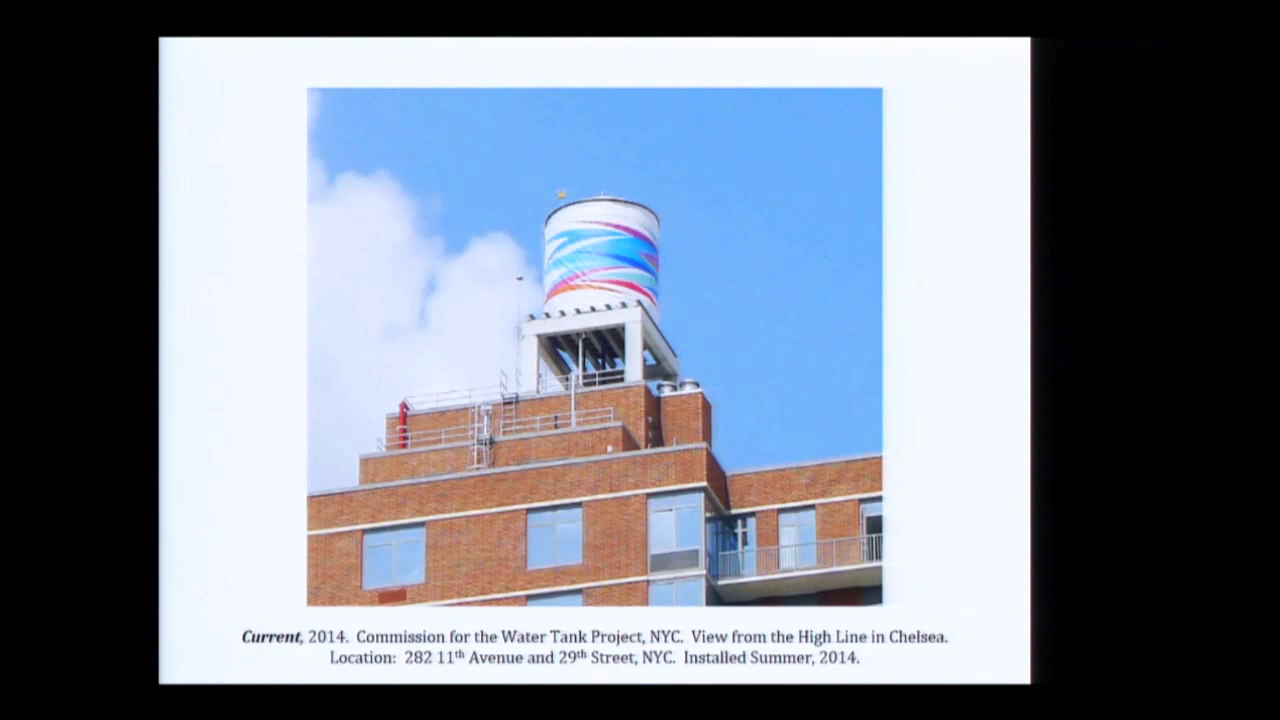 Current, 2014. Commission for the Water Tank Project, NYC. View from the High Line in Chelsea.
Location: 282 11th Avenue and 29th Street, NYC. Installed Summer, 2014.